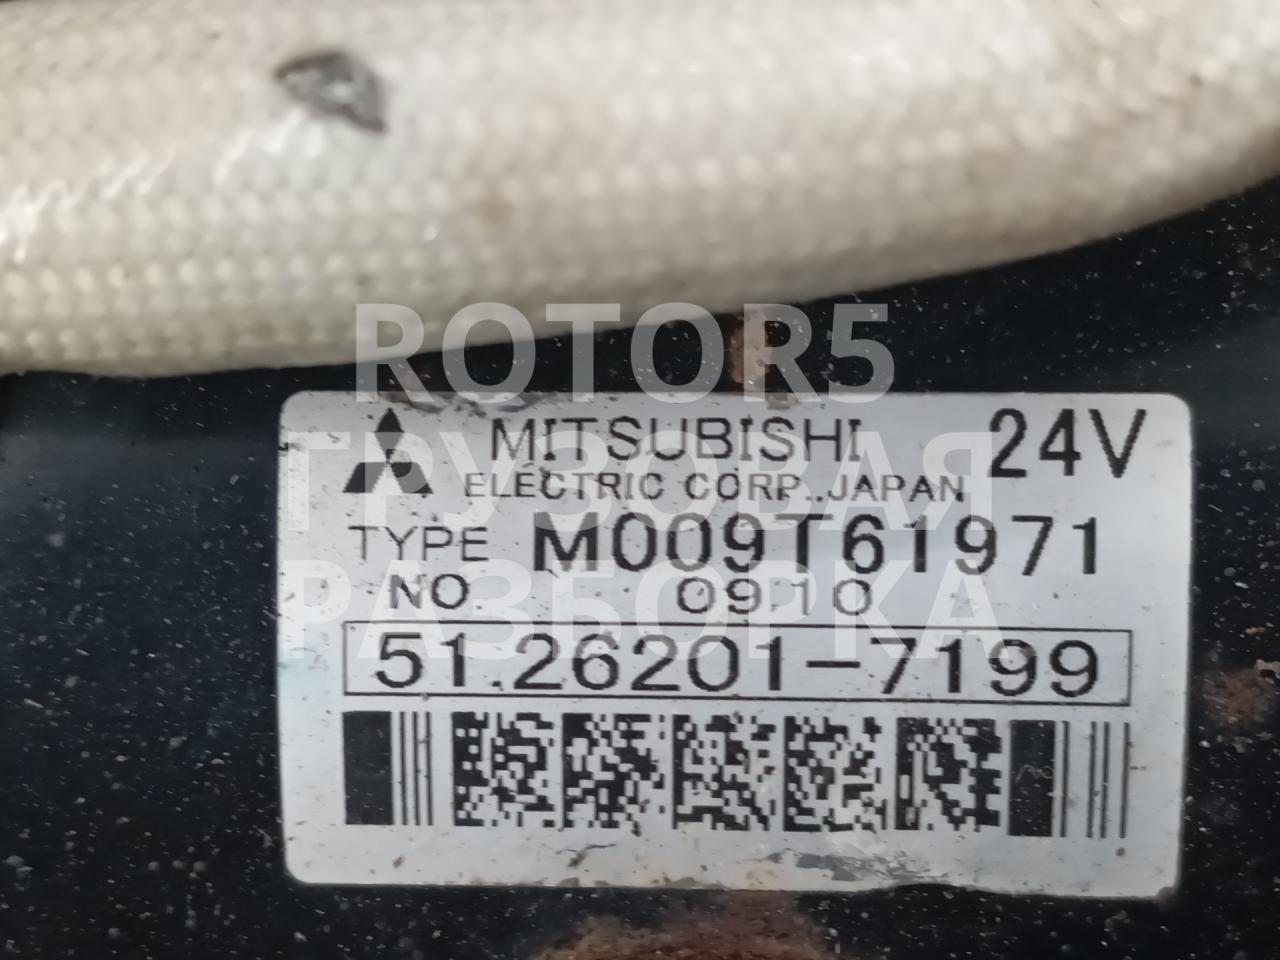 ROTOR5
ГРУЗОВАЯ
РАЗБОРКА
MITSUBISHI 24V
ELECTRIC CORP., JAPAN
TYPE M009T61971
NO 0910
51.26201-7199